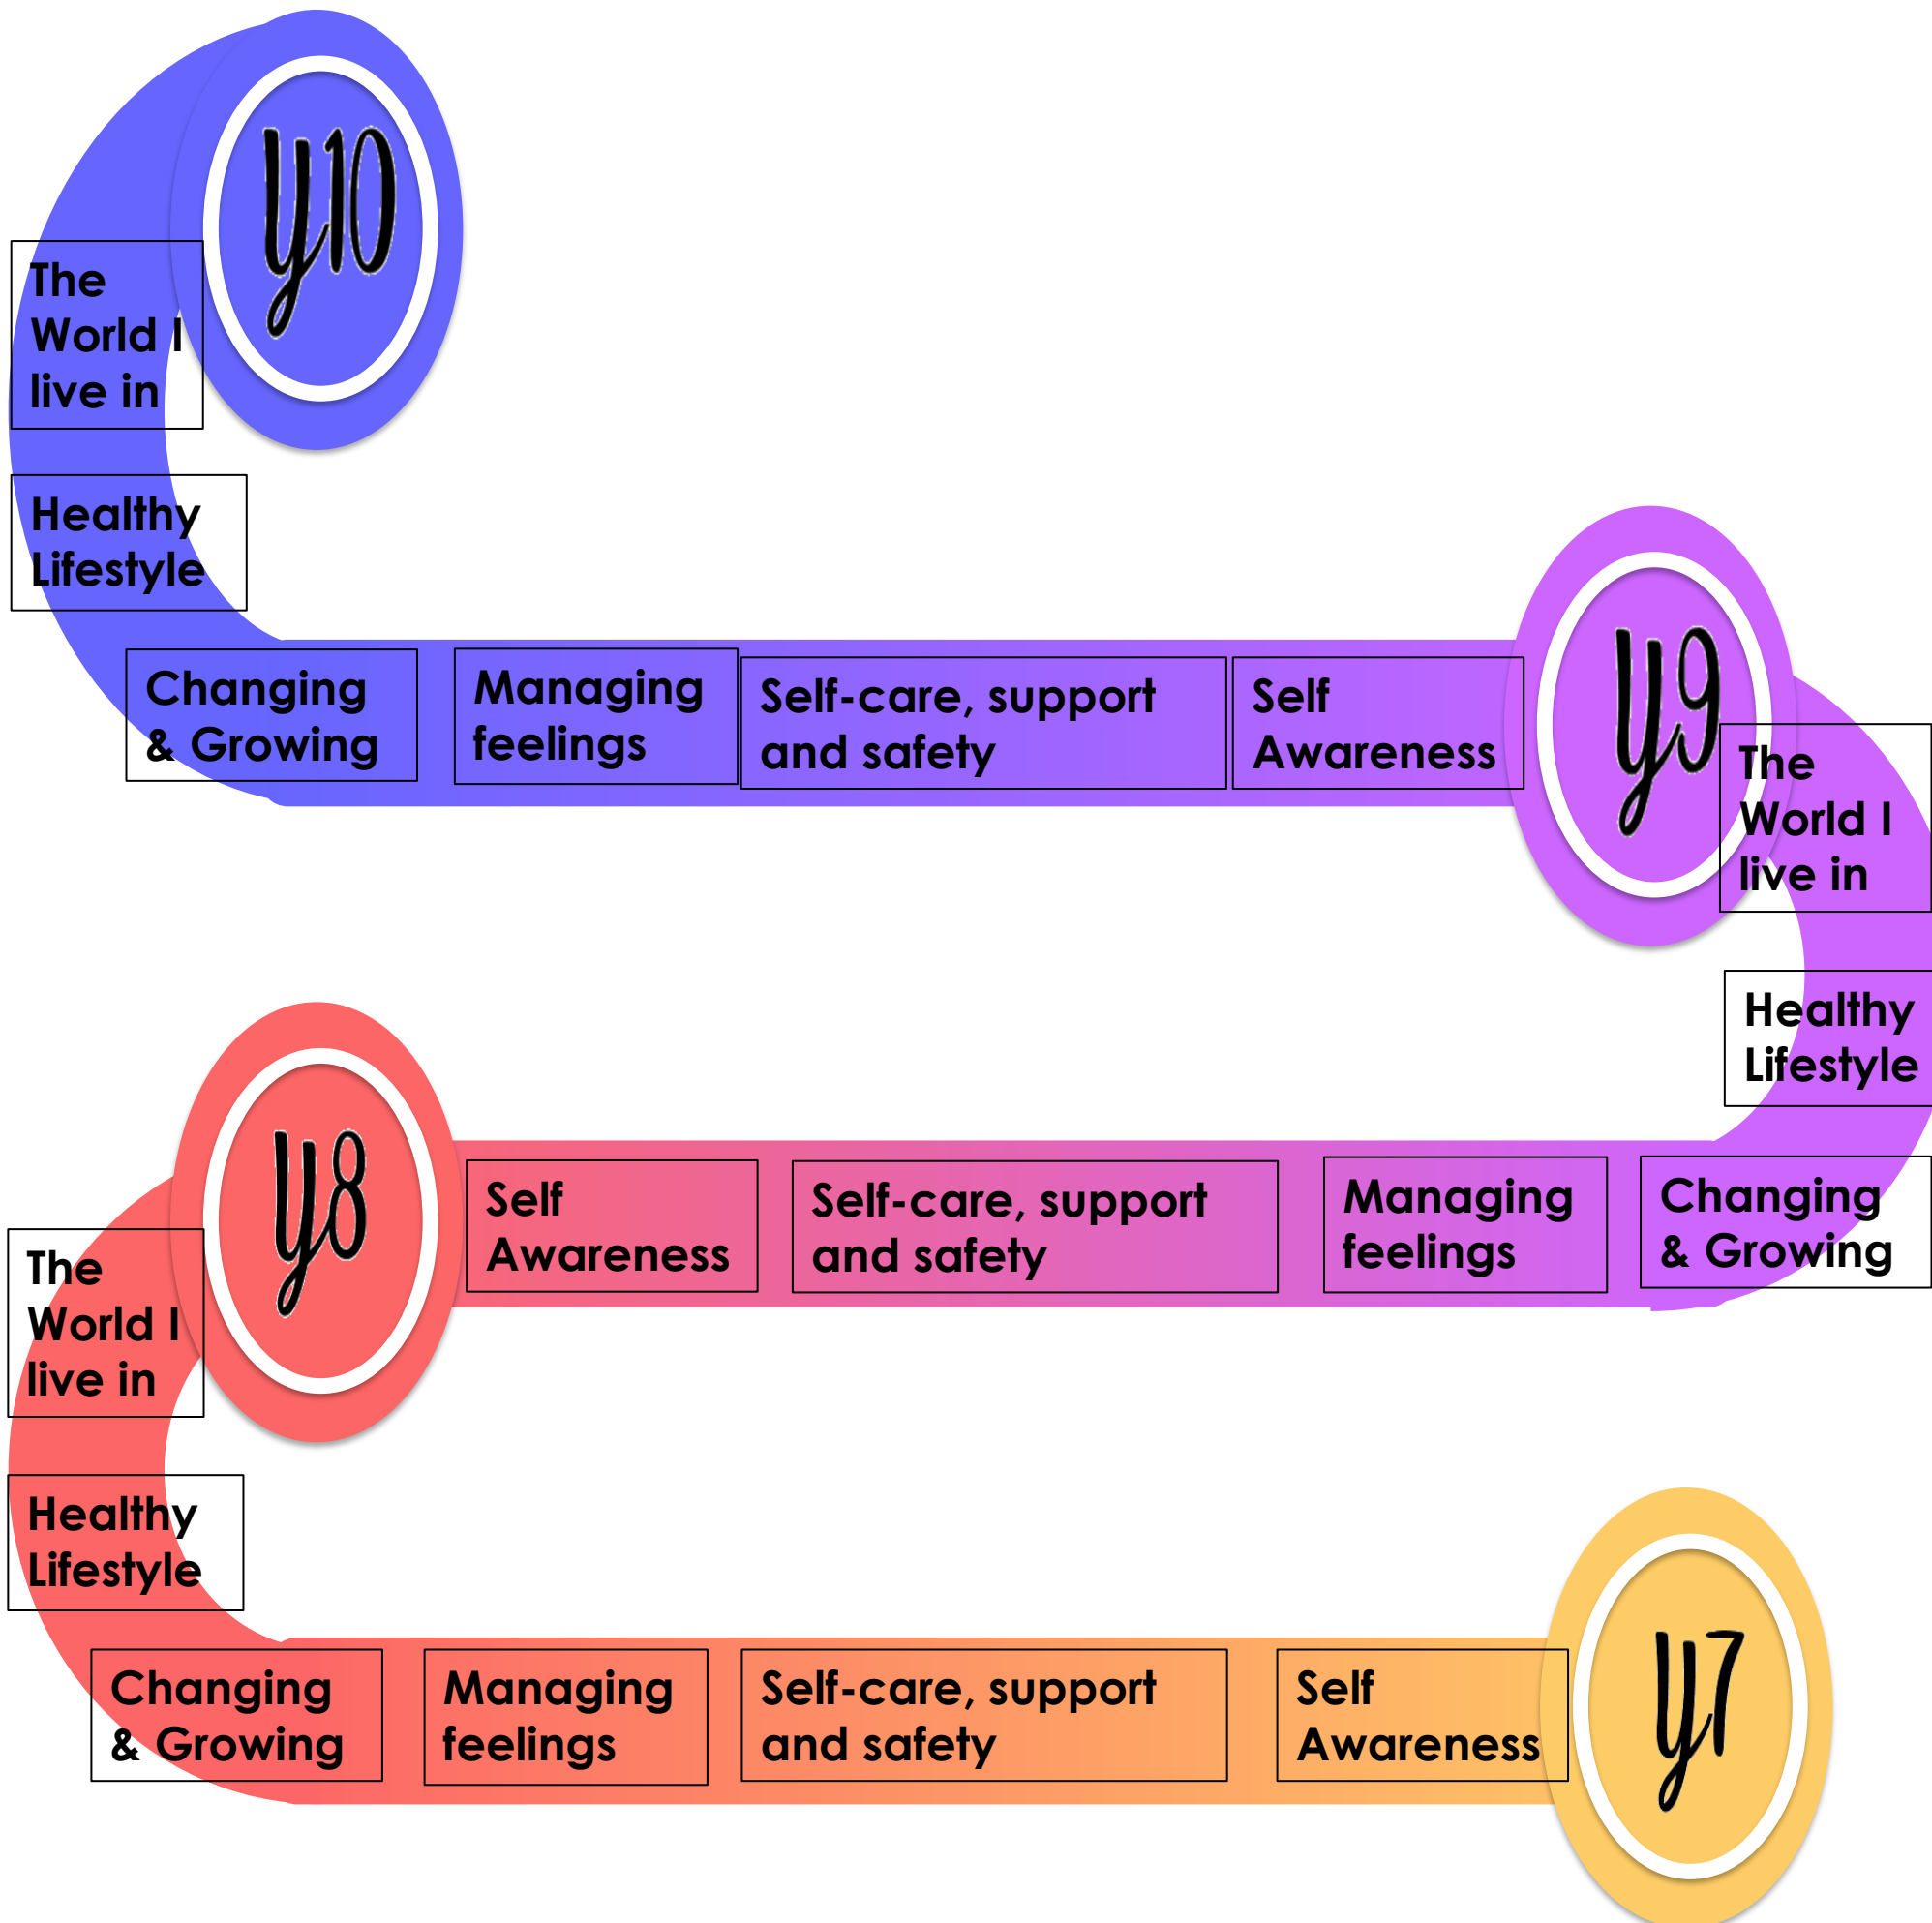 y10
The
World I
live in
Healthy
Lifestyle
Changing
& Growing
Managing
feelings
Self-care, support
and safety
Self
Awareness
y9
The
World I
live in
Healthy
Lifestyle
y8
Self
Awareness
Self-care, support
and safety
Managing
feelings
Changing
& Growing
The
World I
live in
Healthy
Lifestyle
Changing
& Growing
Managing
feelings
Self-care, support
and safety
Self
Awareness
y7